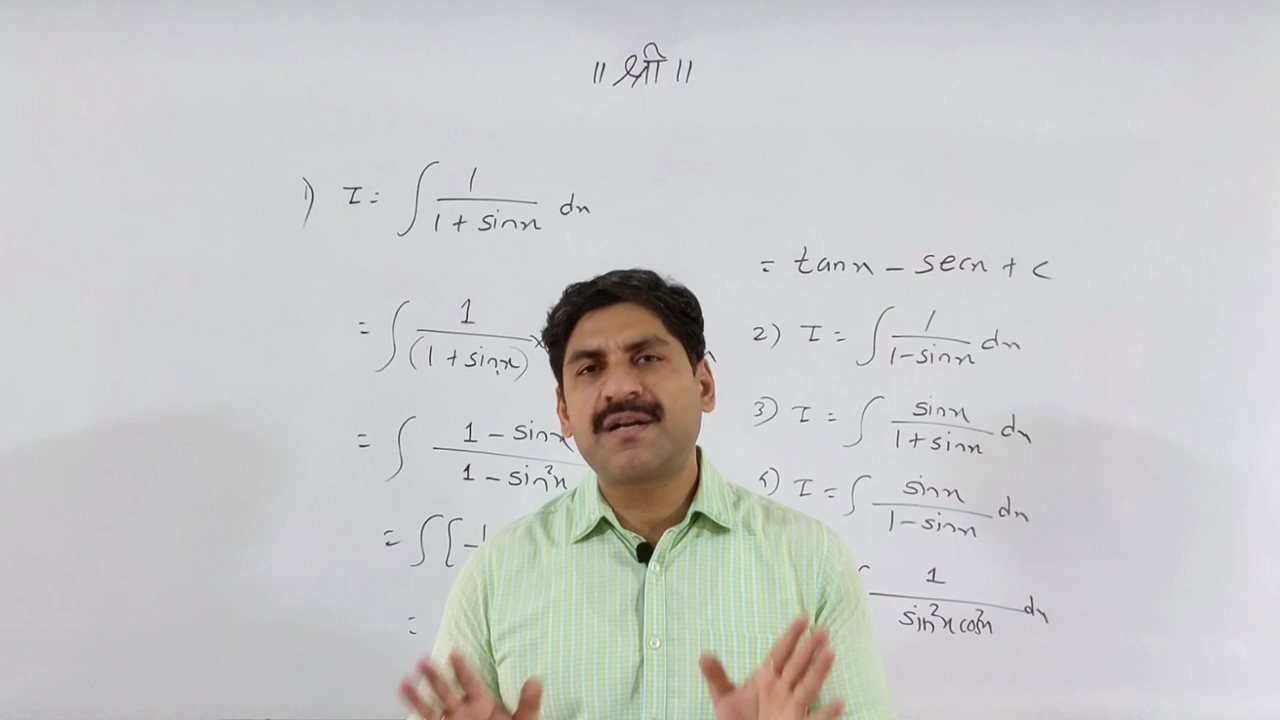 ॥ श्री ॥
1) I = ∫ 1/(1 + sinx) dx
= ∫ 1/(1 + sinx) ×
= ∫ (1 - sinx)/(1 - sin²x)
= ∫ [ 1
=
= tanx - secx + c
2) I = ∫ 1/(1-sinx) dx
3) I = ∫ sinx/(1+sinx) dx
I = ∫ sinx/(1-sinx) dx
1/(sin²x cos²x) dx